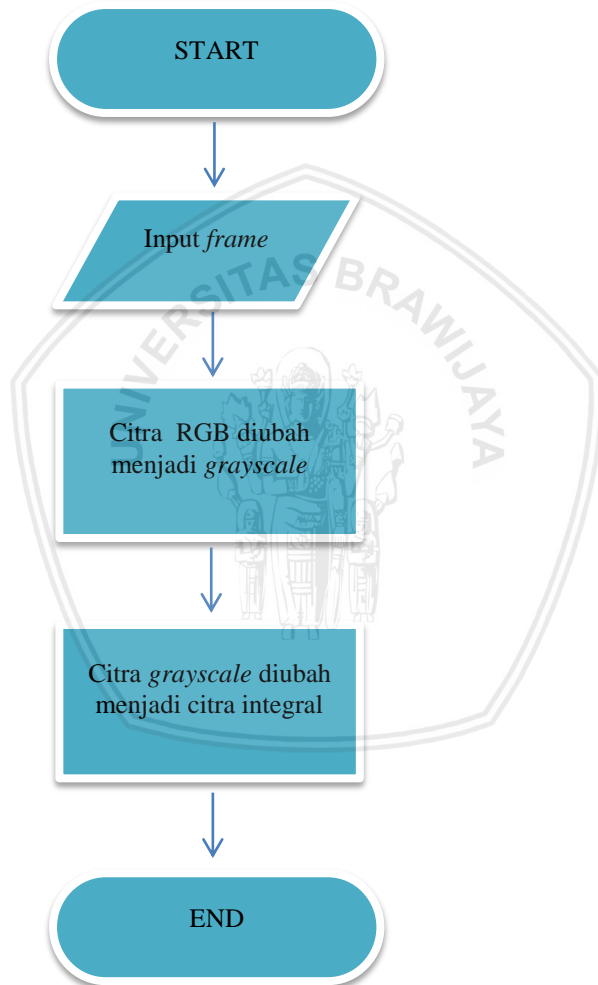 START
Input frame
UNIVERSITAS BRAWIJAYA
Citra RGB diubah
menjadi grayscale
Citra grayscale diubah
menjadi citra integral
END